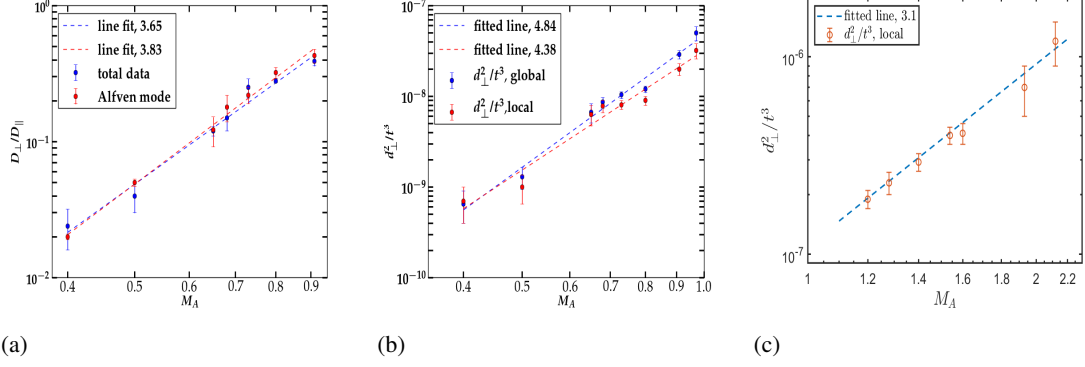 10⁰
10⁻¹
10⁻²
D⊥/D∥
line fit, 3.65
line fit, 3.83
total data
Alfven mode
0.4 0.5 0.6 0.7 0.8 0.9
M_A
(a)
10⁻⁷
10⁻⁸
10⁻⁹
10⁻¹⁰
d²⊥/t³
fitted line, 4.84
fitted line, 4.38
d²⊥/t³, global
d²⊥/t³,local
0.4 0.5 0.6 0.7 0.8 0.9 1.0
M_A
(b)
10⁻⁶
10⁻⁷
d²⊥/t³
fitted line, 3.1
d²⊥/t³, local
1 1.2 1.4 1.6 1.8 2 2.2
M_A
(c)